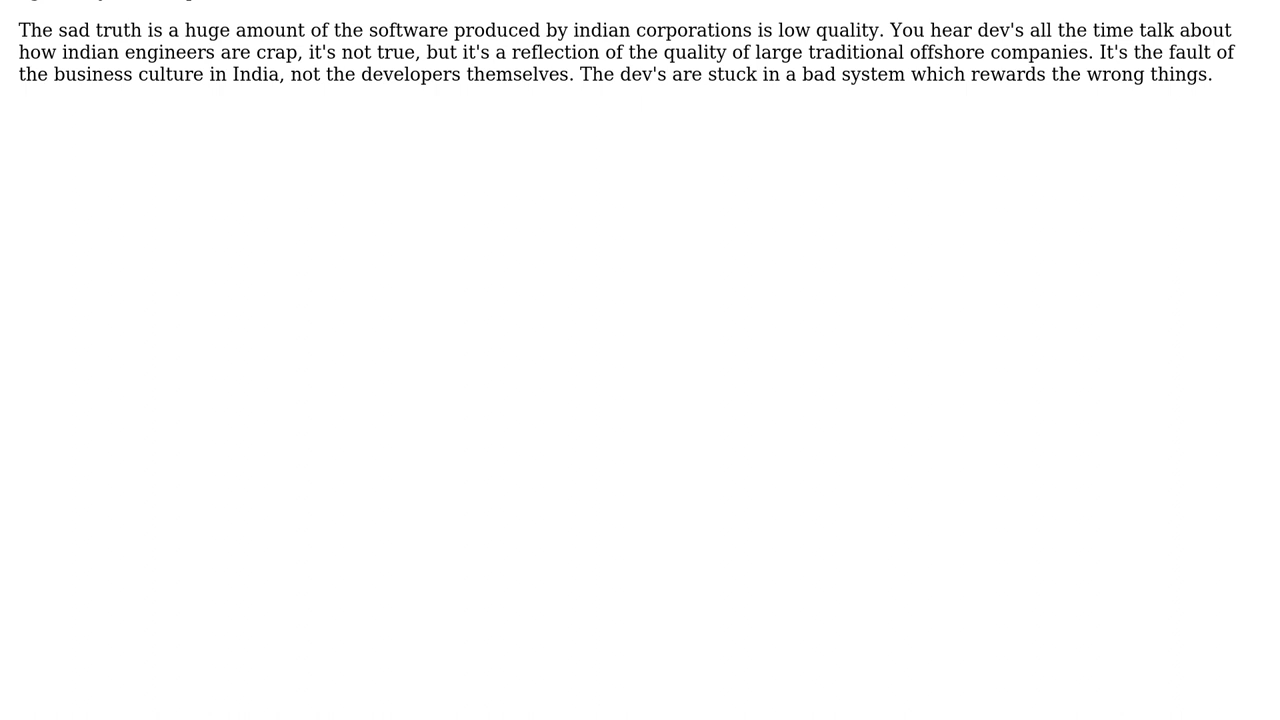 The sad truth is a huge amount of the software produced by indian corporations is low quality. You hear dev's all the time talk about
how indian engineers are crap, it's not true, but it's a reflection of the quality of large traditional offshore companies. It's the fault of
the business culture in India, not the developers themselves. The dev's are stuck in a bad system which rewards the wrong things.